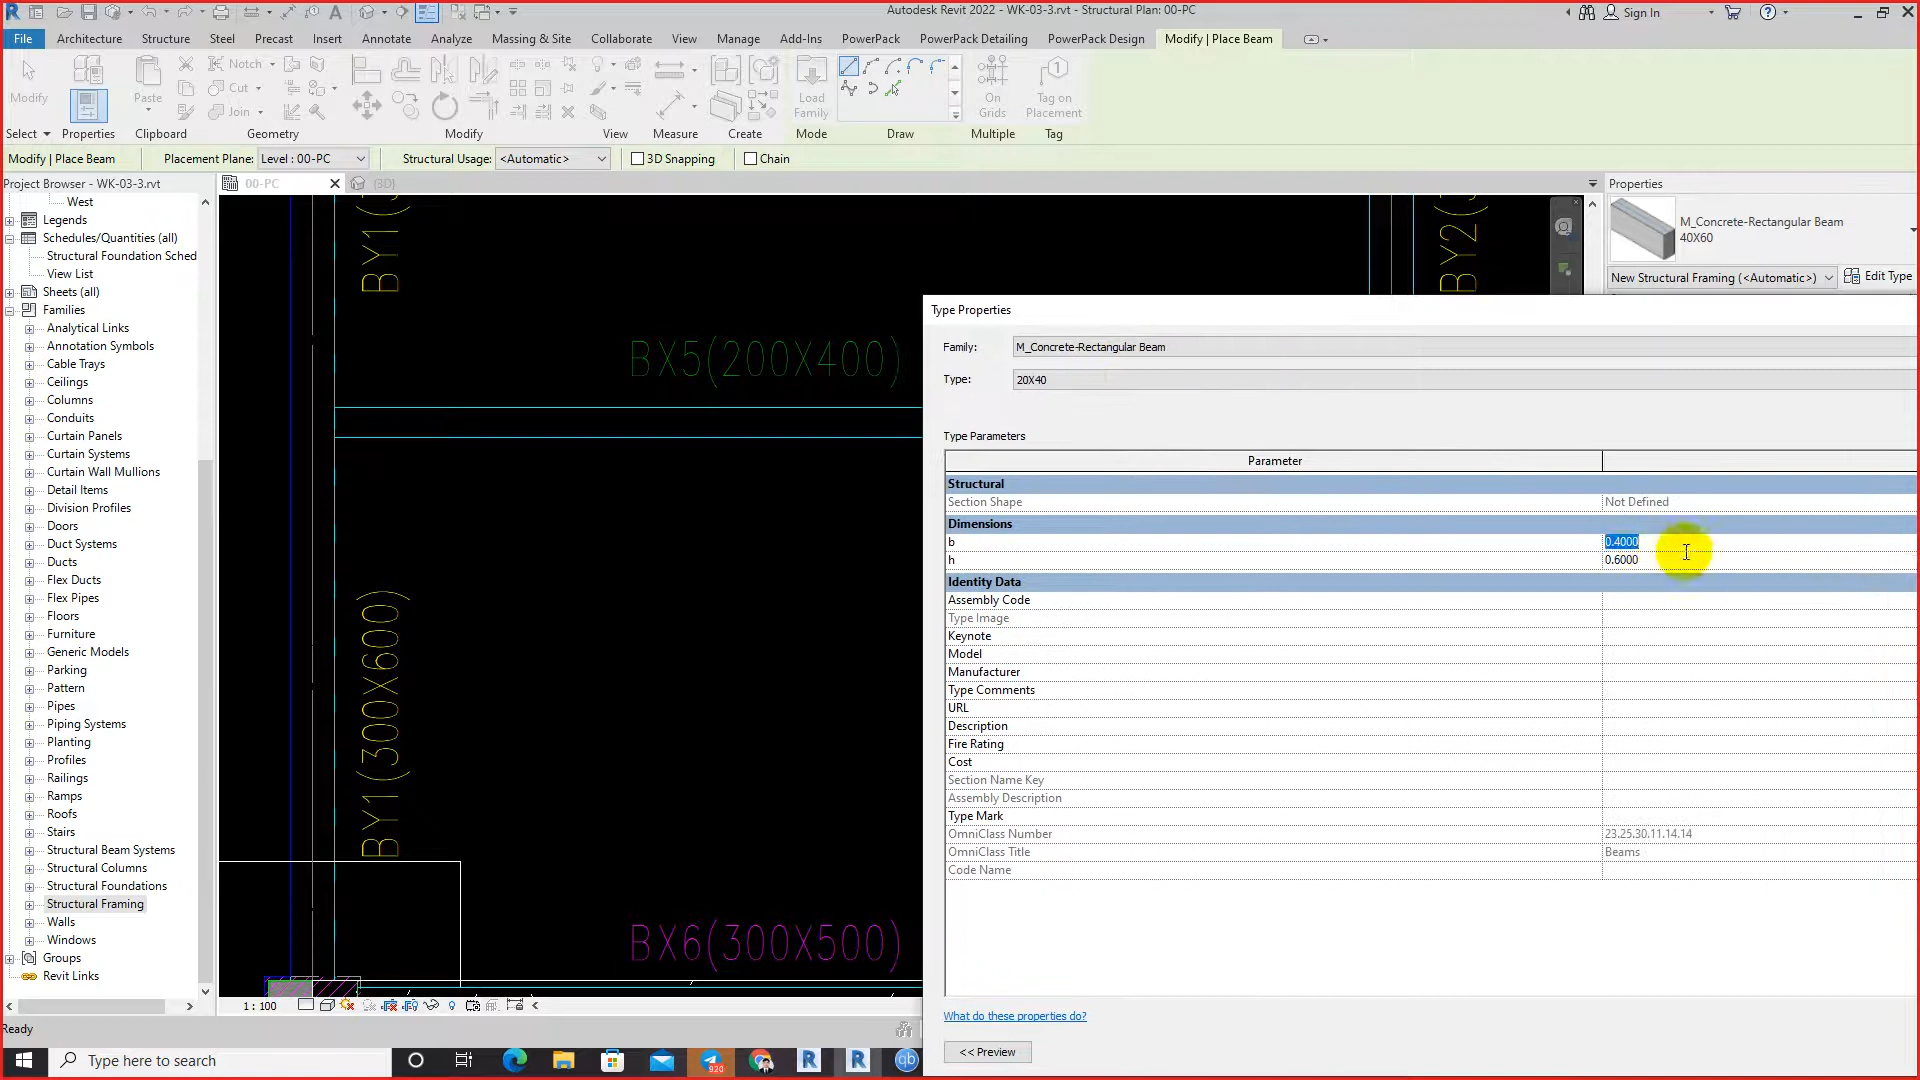 Autodesk Revit 2022 - WK-03-3.rvt - Structural Plan: 00-PC
Sign In
File Architecture Structure Steel Precast Insert Annotate Analyze Massing & Site Collaborate View Manage Add-Ins PowerPack PowerPack Detailing PowerPack Design Modify | Place Beam
Notch
Cut
Join
Modify
Paste
Load Family
On Grids
Tag on Placement
Select Properties Clipboard Geometry Modify View Measure Create Mode Draw Multiple Tag
Modify | Place Beam Placement Plane: Level : 00-PC Structural Usage: <Automatic> 3D Snapping Chain
Project Browser - WK-03-3.rvt
West
Legends
Schedules/Quantities (all)
Structural Foundation Sched
View List
Sheets (all)
Families
Analytical Links
Annotation Symbols
Cable Trays
Ceilings
Columns
Conduits
Curtain Panels
Curtain Systems
Curtain Wall Mullions
Detail Items
Division Profiles
Doors
Duct Systems
Ducts
Flex Ducts
Flex Pipes
Floors
Furniture
Generic Models
Parking
Pattern
Pipes
Piping Systems
Planting
Profiles
Railings
Ramps
Roofs
Stairs
Structural Beam Systems
Structural Columns
Structural Foundations
Structural Framing
Walls
Windows
Groups
Revit Links
00-PC
{3D}
BY1(
BY2(
BX5(200X400)
BY1(300X600)
BX6(300X500)
1 : 100
Properties
M_Concrete-Rectangular Beam
40X60
New Structural Framing (<Automatic>)
Edit Type
Type Properties
Family: M_Concrete-Rectangular Beam
Type: 20X40
Type Parameters
Parameter
Structural
Section Shape Not Defined
Dimensions
b 0.4000
h 0.6000
Identity Data
Assembly Code
Type Image
Keynote
Model
Manufacturer
Type Comments
URL
Description
Fire Rating
Cost
Section Name Key
Assembly Description
Type Mark
OmniClass Number 23.25.30.11.14.14
OmniClass Title Beams
Code Name
What do these properties do?
<< Preview
Ready
Type here to search
920
qb